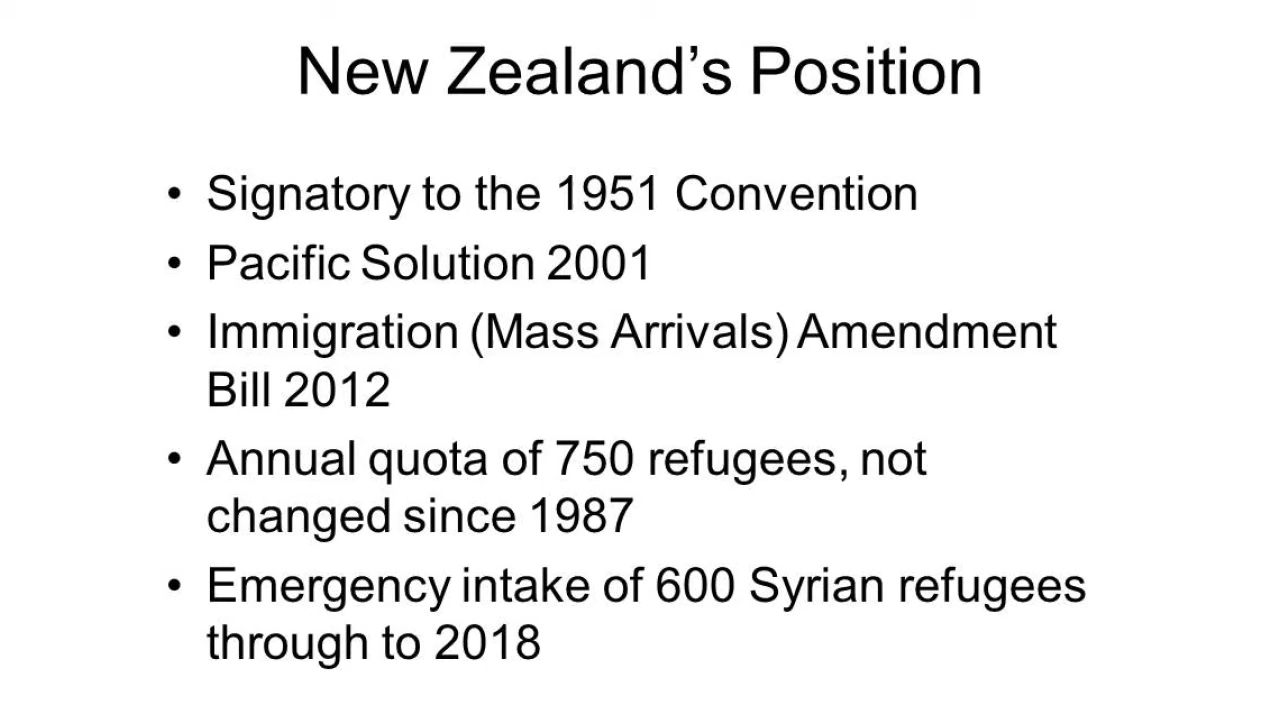 New Zealand’s Position
• Signatory to the 1951 Convention
• Pacific Solution 2001
• Immigration (Mass Arrivals) Amendment
Bill 2012
• Annual quota of 750 refugees, not
changed since 1987
• Emergency intake of 600 Syrian refugees
through to 2018